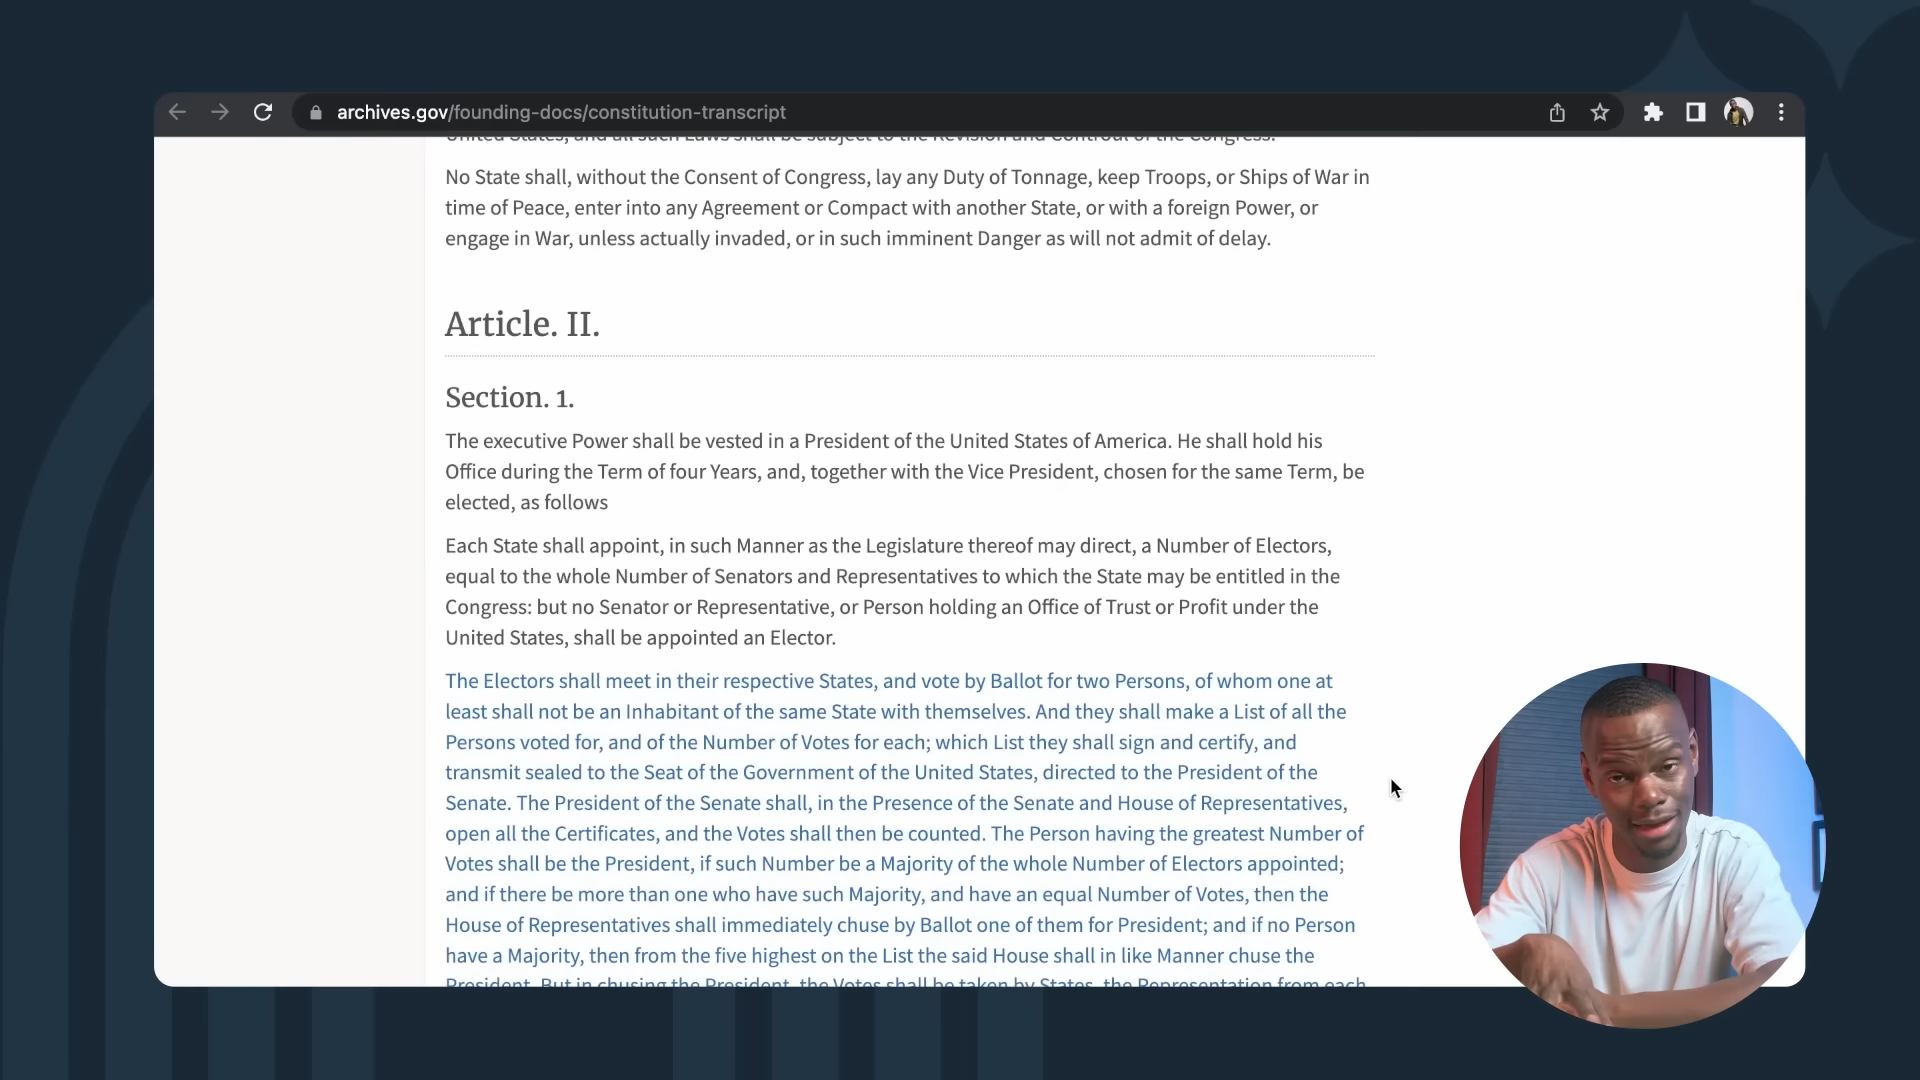 archives.gov/founding-docs/constitution-transcript
United States, and all such Laws shall be subject to the Revision and Controul of the Congress.
No State shall, without the Consent of Congress, lay any Duty of Tonnage, keep Troops, or Ships of War in
time of Peace, enter into any Agreement or Compact with another State, or with a foreign Power, or
engage in War, unless actually invaded, or in such imminent Danger as will not admit of delay.
Article. II.
Section. 1.
The executive Power shall be vested in a President of the United States of America. He shall hold his
Office during the Term of four Years, and, together with the Vice President, chosen for the same Term, be
elected, as follows
Each State shall appoint, in such Manner as the Legislature thereof may direct, a Number of Electors,
equal to the whole Number of Senators and Representatives to which the State may be entitled in the
Congress: but no Senator or Representative, or Person holding an Office of Trust or Profit under the
United States, shall be appointed an Elector.
The Electors shall meet in their respective States, and vote by Ballot for two Persons, of whom one at
least shall not be an Inhabitant of the same State with themselves. And they shall make a List of all the
Persons voted for, and of the Number of Votes for each; which List they shall sign and certify, and
transmit sealed to the Seat of the Government of the United States, directed to the President of the
Senate. The President of the Senate shall, in the Presence of the Senate and House of Representatives,
open all the Certificates, and the Votes shall then be counted. The Person having the greatest Number of
Votes shall be the President, if such Number be a Majority of the whole Number of Electors appointed;
and if there be more than one who have such Majority, and have an equal Number of Votes, then the
House of Representatives shall immediately chuse by Ballot one of them for President; and if no Person
have a Majority, then from the five highest on the List the said House shall in like Manner chuse the
President. But in chusing the President, the Votes shall be taken by States, the Representation from each